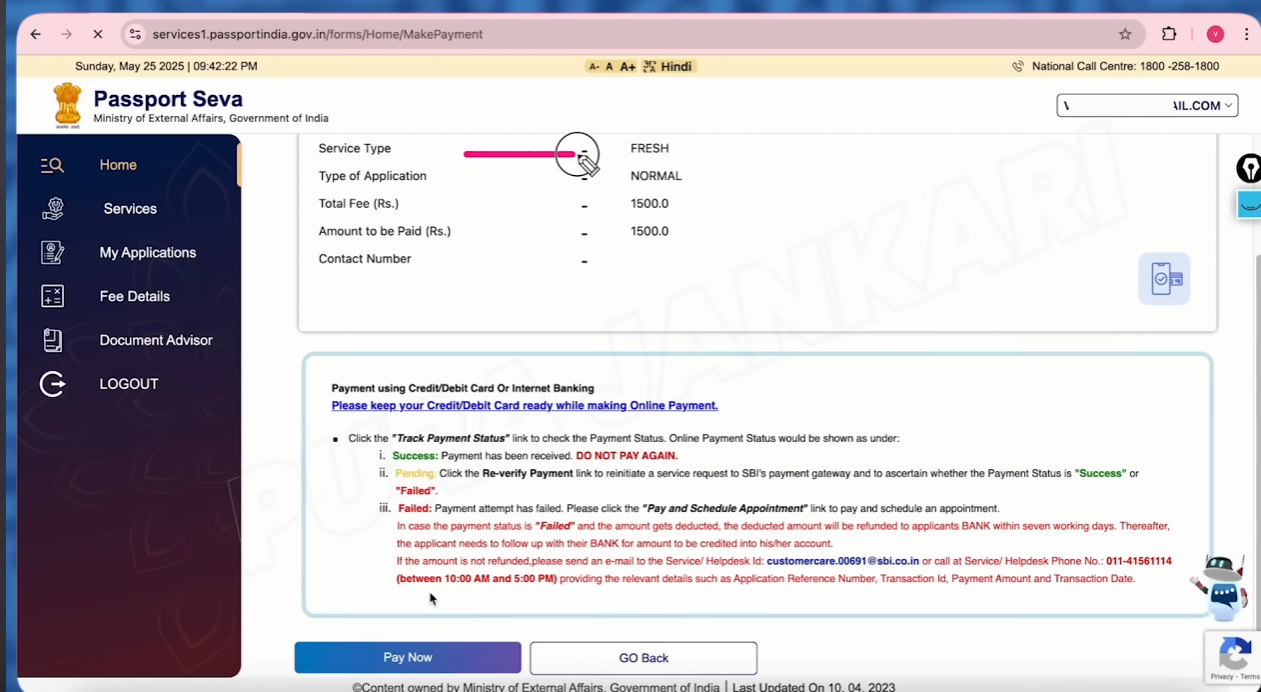 services1.passportindia.gov.in/forms/Home/MakePayment
V
Sunday, May 25 2025 | 09:42:22 PM
A- A A+ Hindi
National Call Centre: 1800 -258-1800
Passport Seva
Ministry of External Affairs, Government of India
IL.COM
Home
Services
My Applications
Fee Details
Document Advisor
LOGOUT
Service Type - FRESH
Type of Application - NORMAL
Total Fee (Rs.) - 1500.0
Amount to be Paid (Rs.) - 1500.0
Contact Number -
PURA JANKARI
Payment using Credit/Debit Card Or Internet Banking
Please keep your Credit/Debit Card ready while making Online Payment.
▪ Click the "Track Payment Status" link to check the Payment Status. Online Payment Status would be shown as under:
i. Success: Payment has been received. DO NOT PAY AGAIN.
ii. Pending: Click the Re-verify Payment link to reinitiate a service request to SBI's payment gateway and to ascertain whether the Payment Status is "Success" or
"Failed".
iii. Failed: Payment attempt has failed. Please click the "Pay and Schedule Appointment" link to pay and schedule an appointment.
In case the payment status is "Failed" and the amount gets deducted, the deducted amount will be refunded to applicants BANK within seven working days. Thereafter,
the applicant needs to follow up with their BANK for amount to be credited into his/her account.
If the amount is not refunded,please send an e-mail to the Service/ Helpdesk Id: customercare.00691@sbi.co.in or call at Service/ Helpdesk Phone No.: 011-41561114
(between 10:00 AM and 5:00 PM) providing the relevant details such as Application Reference Number, Transaction Id, Payment Amount and Transaction Date.
Pay Now
GO Back
Privacy - Terms
©Content owned by Ministry of External Affairs, Government of India | Last Updated On 10, 04, 2023